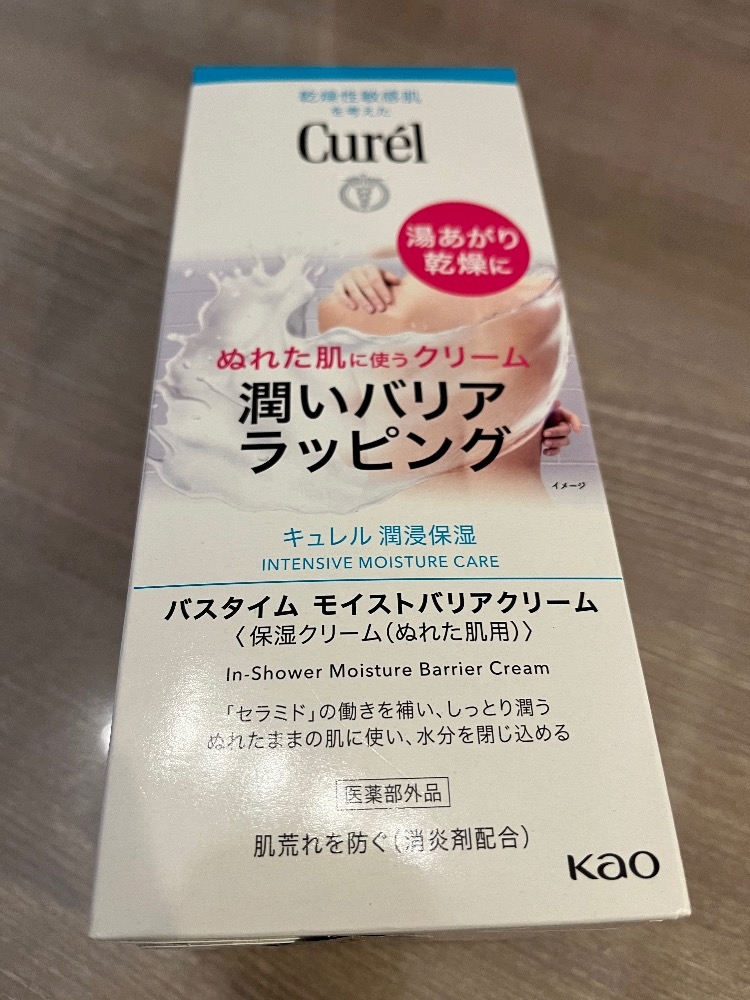 乾燥性敏感肌
を考えた
Curél
湯あがり
乾燥に
ぬれた肌に使うクリーム
潤いバリア
ラッピング
イメージ
キュレル 潤浸保湿
INTENSIVE MOISTURE CARE
バスタイム モイストバリアクリーム
〈保湿クリーム(ぬれた肌用)〉
In-Shower Moisture Barrier Cream
「セラミド」の働きを補い、しっとり潤う
ぬれたままの肌に使い、水分を閉じ込める
医薬部外品
肌荒れを防ぐ(消炎剤配合)
Kao